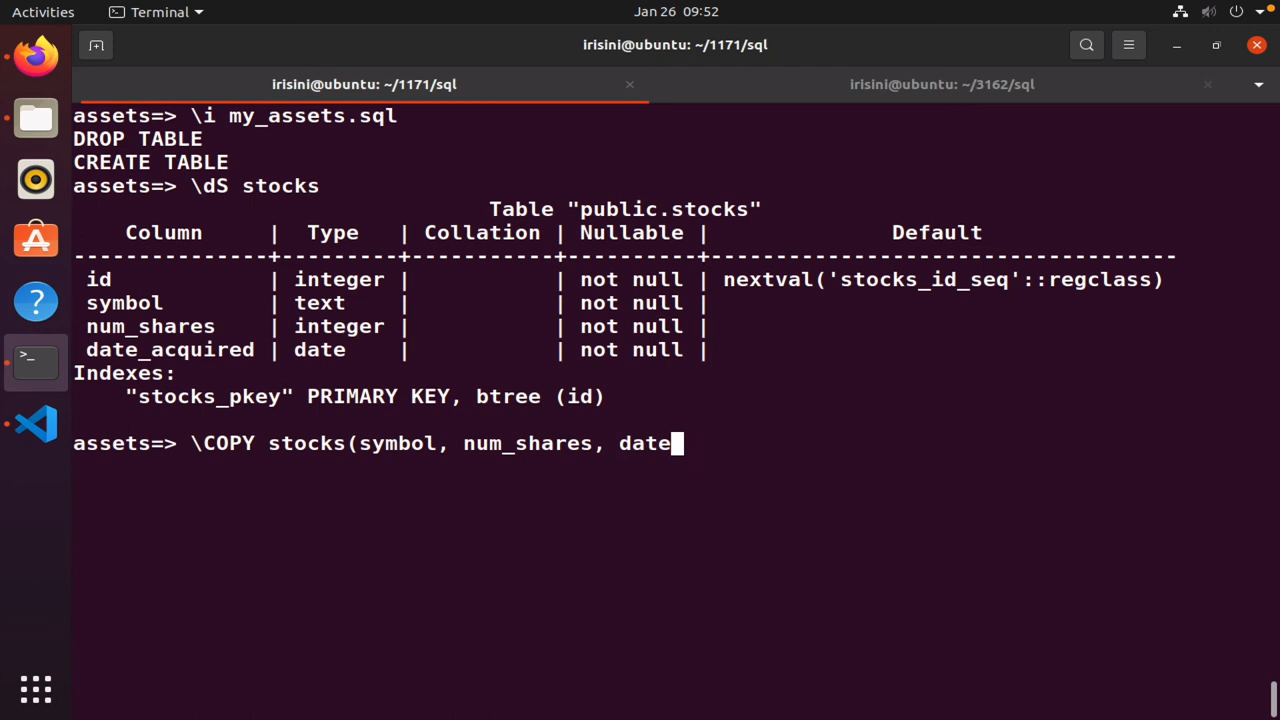 Activities Terminal Jan 26 09:52
irisini@ubuntu: ~/1171/sql
irisini@ubuntu: ~/1171/sql irisini@ubuntu: ~/3162/sql
assets=> \i my_assets.sql
DROP TABLE
CREATE TABLE
assets=> \dS stocks
Table "public.stocks"
Column | Type | Collation | Nullable | Default
---------------+---------+-----------+----------+------------------------------------
id | integer | | not null | nextval('stocks_id_seq'::regclass)
symbol | text | | not null |
num_shares | integer | | not null |
date_acquired | date | | not null |
Indexes:
"stocks_pkey" PRIMARY KEY, btree (id)
assets=> \COPY stocks(symbol, num_shares, date